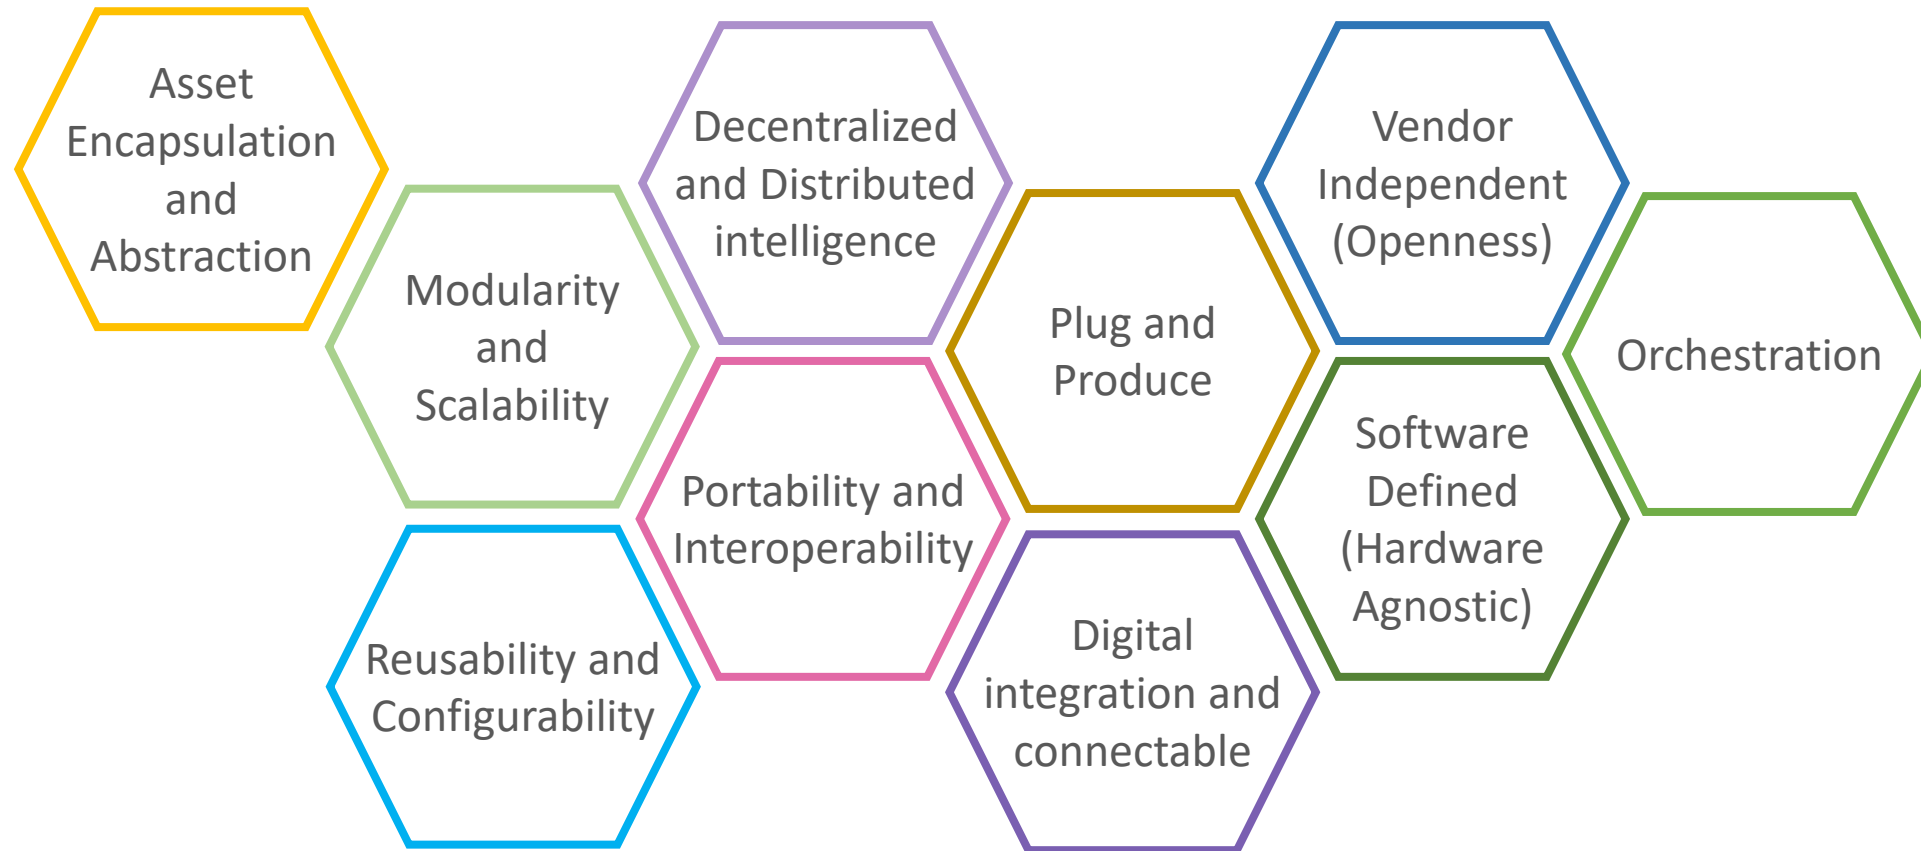 Asset
Encapsulation
and
Abstraction
Modularity
and
Scalability
Reusability and
Configurability
Decentralized
and Distributed
intelligence
Portability and
Interoperability
Plug and
Produce
Digital
integration and
connectable
Vendor
Independent
(Openness)
Software
Defined
(Hardware
Agnostic)
Orchestration